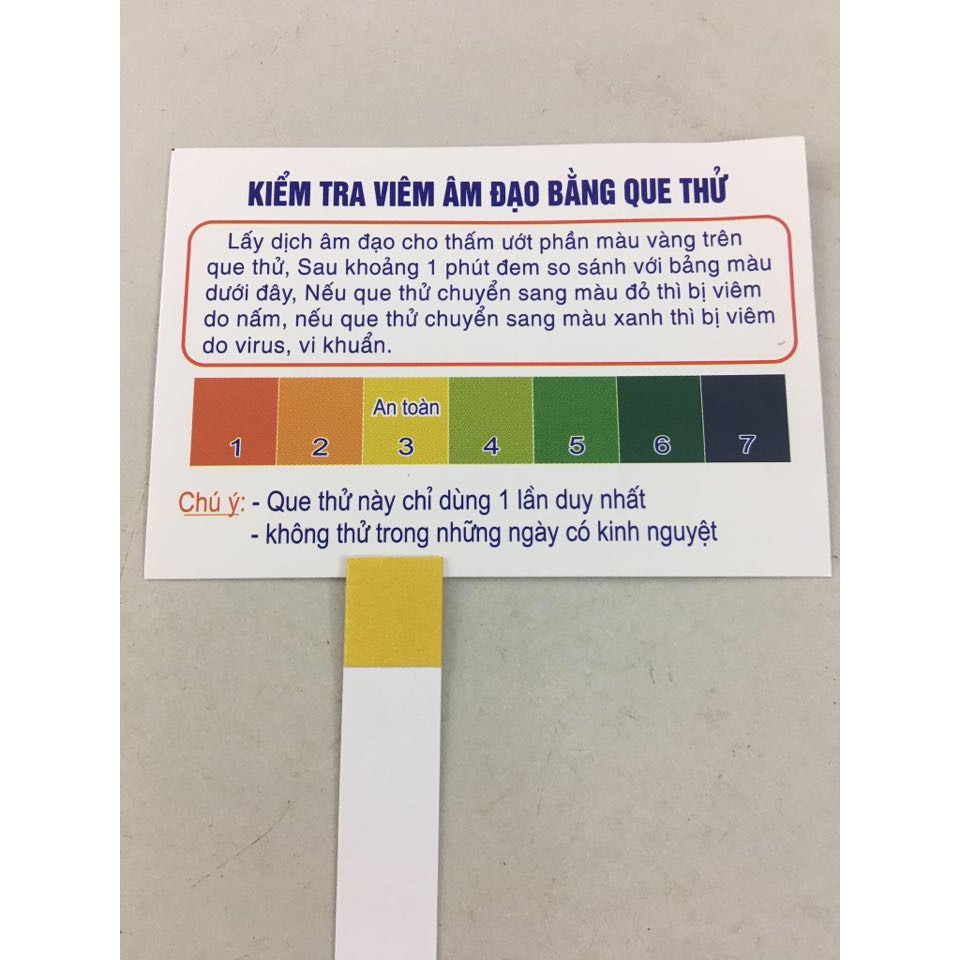 KIỂM TRA VIÊM ÂM ĐẠO BẰNG QUE THỬ
Lấy dịch âm đạo cho thấm ướt phần màu vàng trên
que thử, Sau khoảng 1 phút đem so sánh với bảng màu
dưới đây, Nếu que thử chuyển sang màu đỏ thì bị viêm
do nấm, nếu que thử chuyển sang màu xanh thì bị viêm
do virus, vi khuẩn.
An toàn
1 2 3 4 5 6 7
Chú ý: - Que thử này chỉ dùng 1 lần duy nhất
- không thử trong những ngày có kinh nguyệt